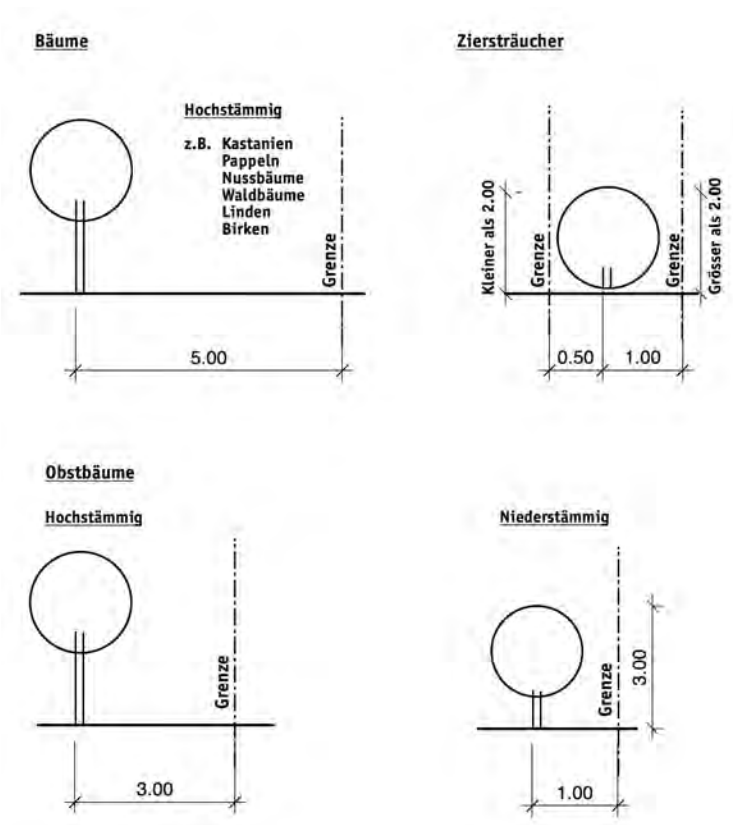 Bäume
Hochstämmig
z.B. Kastanien
Pappeln
Nussbäume
Waldbäume
Linden
Birken
Grenze
5.00
Ziersträucher
Kleiner als 2.00
Grenze
Grenze
Grösser als 2.00
0.50
1.00
Obstbäume
Hochstämmig
Grenze
3.00
Niederstämmig
Grenze
3.00
1.00